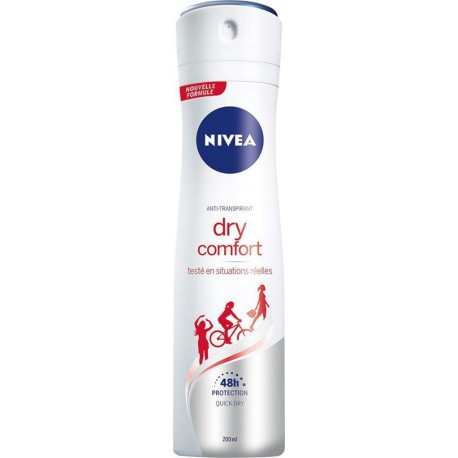 NOUVELLE
FORMULE
NIVEA
ANTI-TRANSPIRANT
dry
comfort
testé en situations réelles
48h
PROTECTION
QUICK DRY
200ml